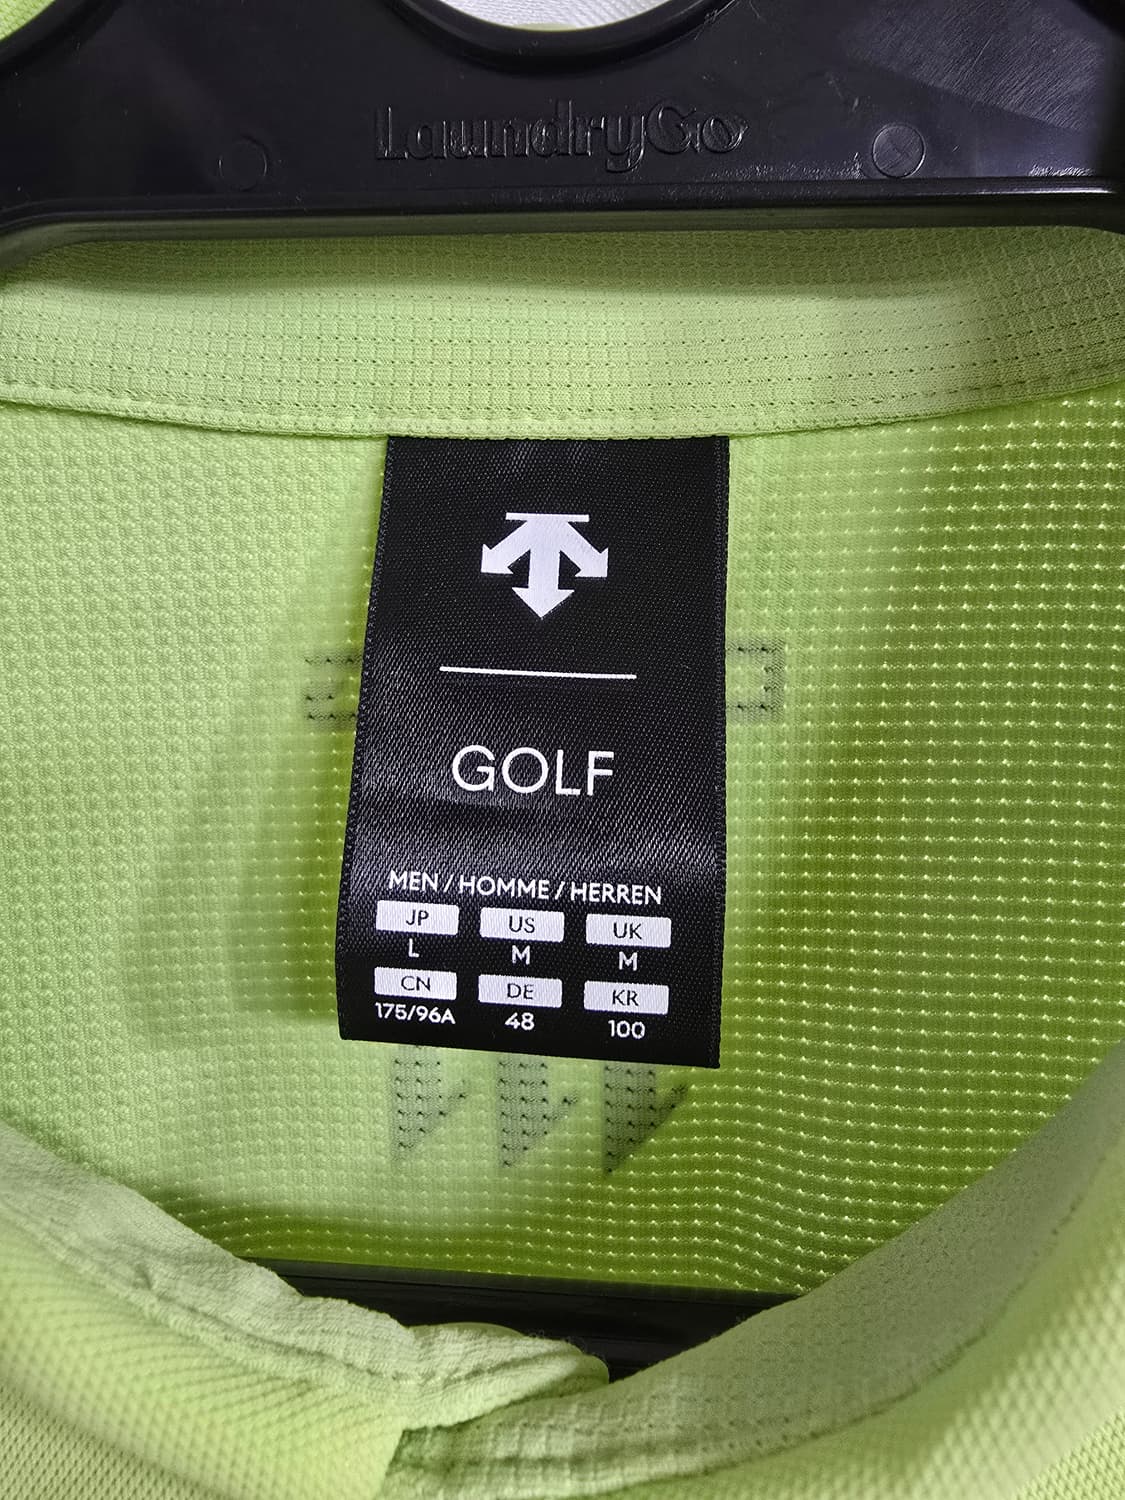 LaundryGo
GOLF
MEN / HOMME / HERREN
JP US UK
L M M
CN DE KR
175/96A 48 100